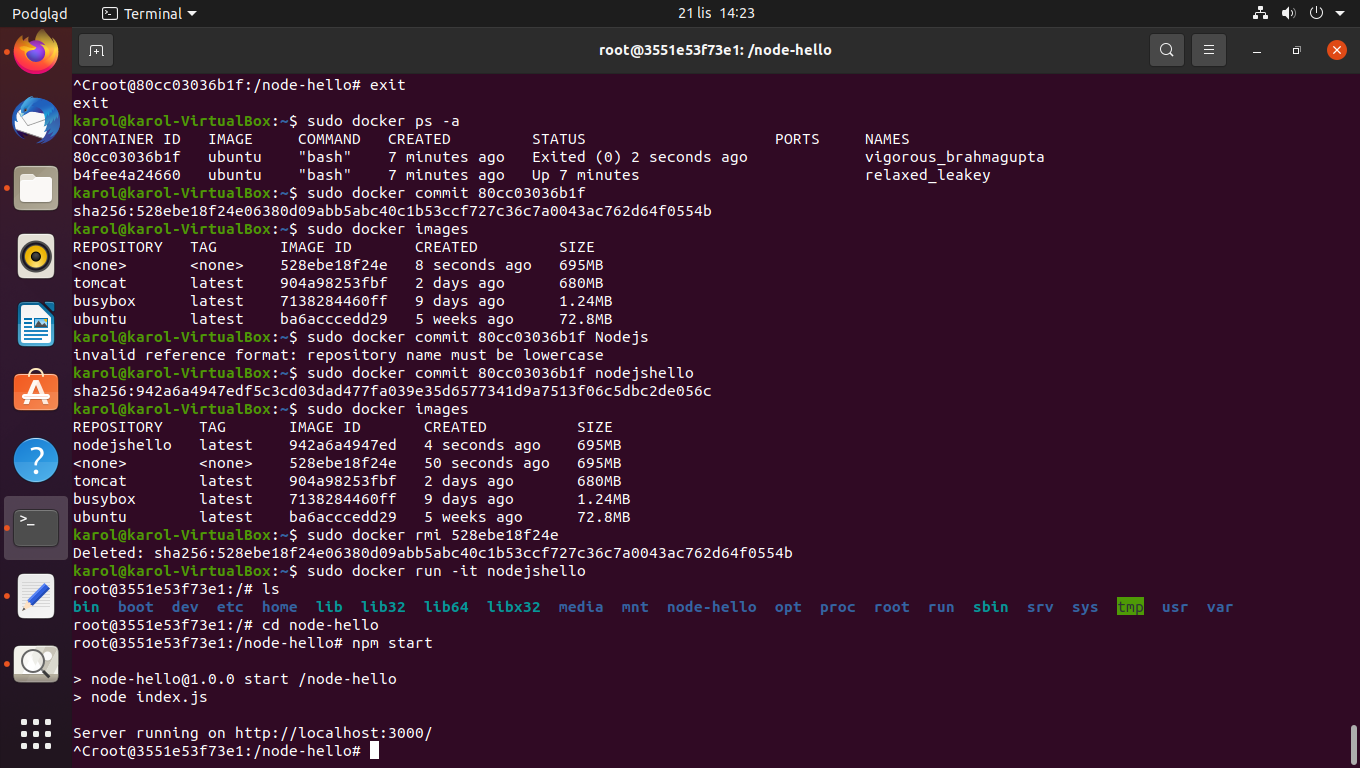 Podgląd Terminal 21 lis 14:23
root@3551e53f73e1: /node-hello
^Croot@80cc03036b1f:/node-hello# exit
exit
karol@karol-VirtualBox:~$ sudo docker ps -a
CONTAINER ID IMAGE COMMAND CREATED STATUS PORTS NAMES
80cc03036b1f ubuntu "bash" 7 minutes ago Exited (0) 2 seconds ago vigorous_brahmagupta
b4fee4a24660 ubuntu "bash" 7 minutes ago Up 7 minutes relaxed_leakey
karol@karol-VirtualBox:~$ sudo docker commit 80cc03036b1f
sha256:528ebe18f24e06380d09abb5abc40c1b53ccf727c36c7a0043ac762d64f0554b
karol@karol-VirtualBox:~$ sudo docker images
REPOSITORY TAG IMAGE ID CREATED SIZE
<none> <none> 528ebe18f24e 8 seconds ago 695MB
tomcat latest 904a98253fbf 2 days ago 680MB
busybox latest 7138284460ff 9 days ago 1.24MB
ubuntu latest ba6acccedd29 5 weeks ago 72.8MB
karol@karol-VirtualBox:~$ sudo docker commit 80cc03036b1f Nodejs
invalid reference format: repository name must be lowercase
karol@karol-VirtualBox:~$ sudo docker commit 80cc03036b1f nodejshello
sha256:942a6a4947edf5c3cd03dad477fa039e35d6577341d9a7513f06c5dbc2de056c
karol@karol-VirtualBox:~$ sudo docker images
REPOSITORY TAG IMAGE ID CREATED SIZE
nodejshello latest 942a6a4947ed 4 seconds ago 695MB
<none> <none> 528ebe18f24e 50 seconds ago 695MB
tomcat latest 904a98253fbf 2 days ago 680MB
busybox latest 7138284460ff 9 days ago 1.24MB
ubuntu latest ba6acccedd29 5 weeks ago 72.8MB
karol@karol-VirtualBox:~$ sudo docker rmi 528ebe18f24e
Deleted: sha256:528ebe18f24e06380d09abb5abc40c1b53ccf727c36c7a0043ac762d64f0554b
karol@karol-VirtualBox:~$ sudo docker run -it nodejshello
root@3551e53f73e1:/# ls
bin boot dev etc home lib lib32 lib64 libx32 media mnt node-hello opt proc root run sbin srv sys tmp usr var
root@3551e53f73e1:/# cd node-hello
root@3551e53f73e1:/node-hello# npm start
> node-hello@1.0.0 start /node-hello
> node index.js
Server running on http://localhost:3000/
^Croot@3551e53f73e1:/node-hello#